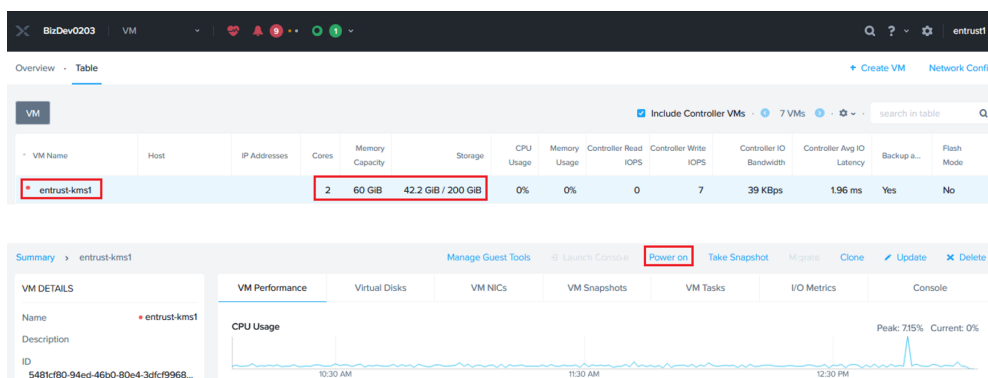 BizDev0203 VM 9 1 ? entrust1
Overview · Table + Create VM Network Confi
VM Include Controller VMs · 7 VMs · · search in table
VM Name Host IP Addresses Cores Memory Capacity Storage CPU Usage Memory Usage Controller Read IOPS Controller Write IOPS Controller IO Bandwidth Controller Avg IO Latency Backup a... Flash Mode
entrust-kms1 2 60 GiB 42.2 GiB / 200 GiB 0% 0% 0 7 39 KBps 1.96 ms Yes No
Summary > entrust-kms1 Manage Guest Tools Launch Console Power on Take Snapshot Migrate Clone Update × Delete
VM DETAILS VM Performance Virtual Disks VM NICs VM Snapshots VM Tasks I/O Metrics Console
Name entrust-kms1 CPU Usage Peak: 7.15% Current: 0%
Description
ID
5481cf80-94ed-46b0-80e4-3dfcf9968... 10:30 AM 11:30 AM 12:30 PM